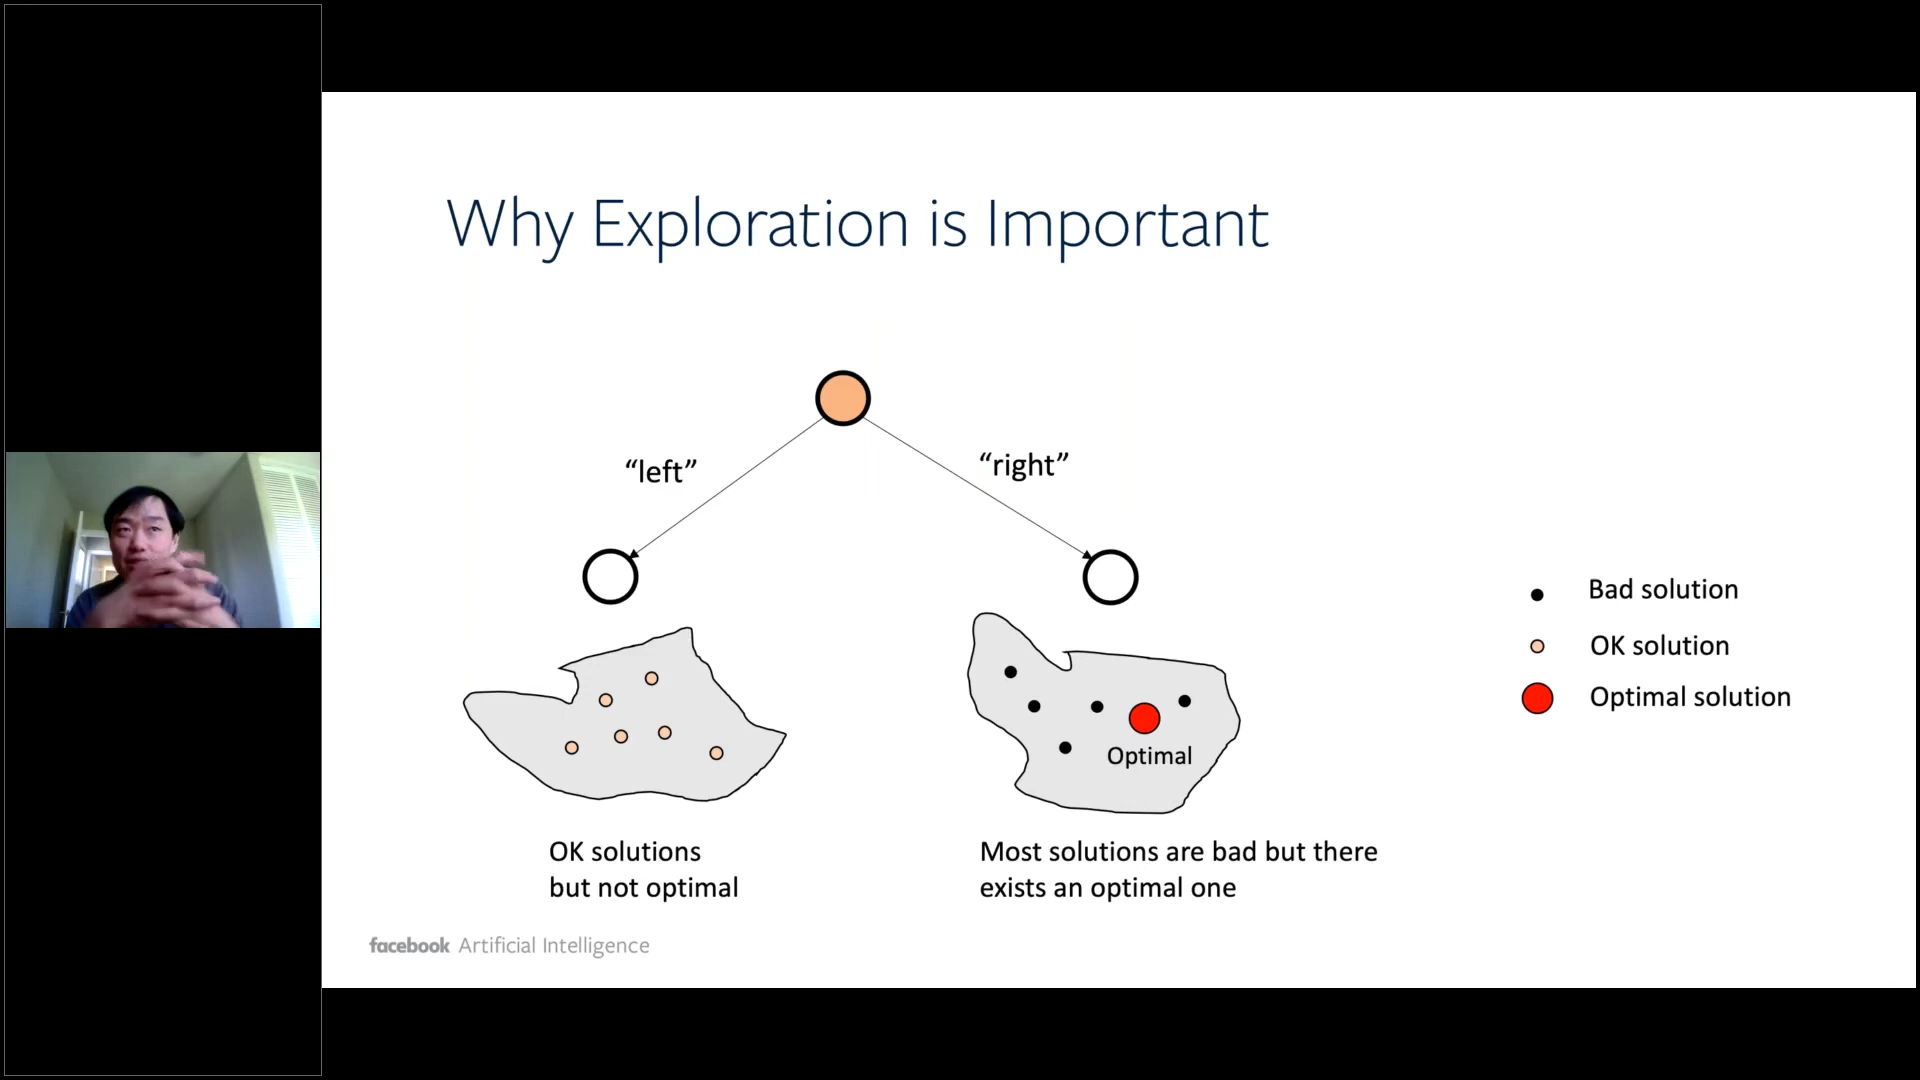 Why Exploration is Important
“left”
“right”
Bad solution
OK solution
Optimal solution
Optimal
OK solutions
but not optimal
Most solutions are bad but there
exists an optimal one
facebook Artificial Intelligence